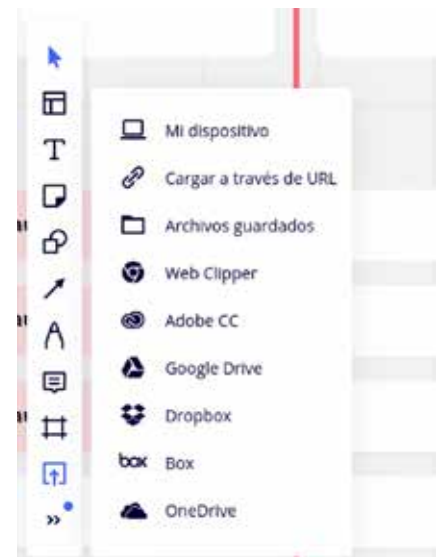 T
Mi dispositivo
Cargar a través de URL
Archivos guardados
Web Clipper
Adobe CC
Google Drive
Dropbox
box Box
OneDrive